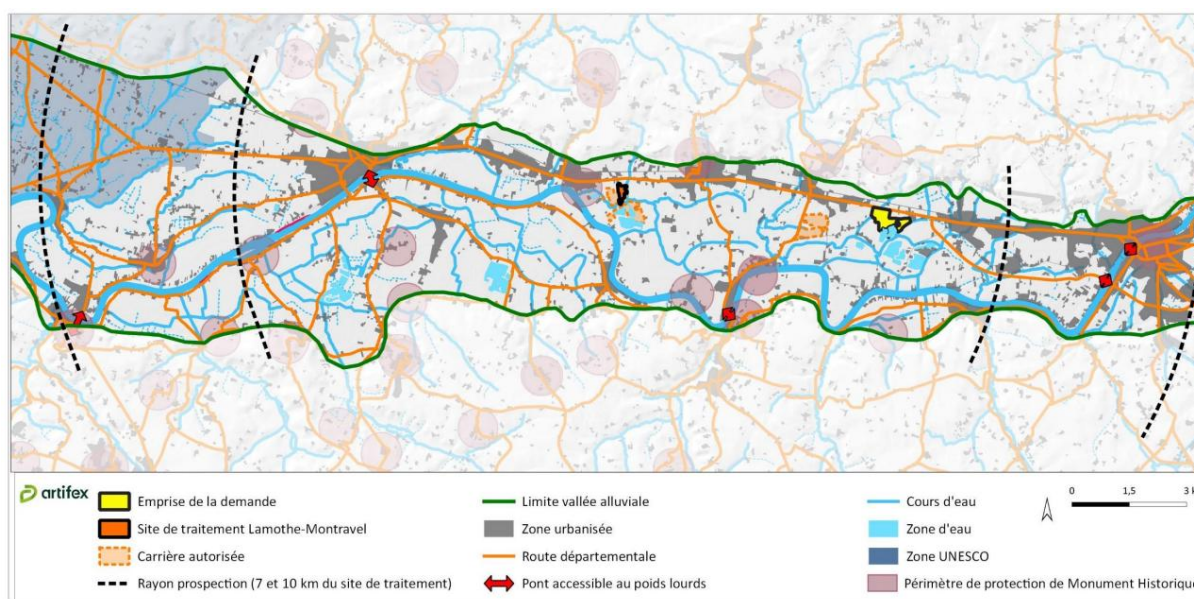 artifex
Emprise de la demande
Site de traitement Lamothe-Montravel
Carrière autorisée
Rayon prospection (7 et 10 km du site de traitement)
Limite vallée alluviale
Zone urbanisée
Route départementale
Pont accessible au poids lourds
Cours d'eau
Zone d'eau
Zone UNESCO
Périmètre de protection de Monument Historique
0 1,5 3 k